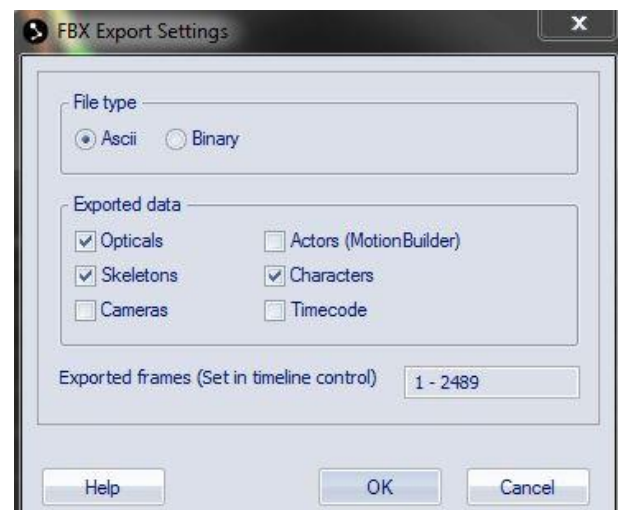 FBX Export Settings
File type
Ascii Binary
Exported data
Opticals Actors (MotionBuilder)
Skeletons Characters
Cameras Timecode
Exported frames (Set in timeline control) 1 - 2489
Help OK Cancel